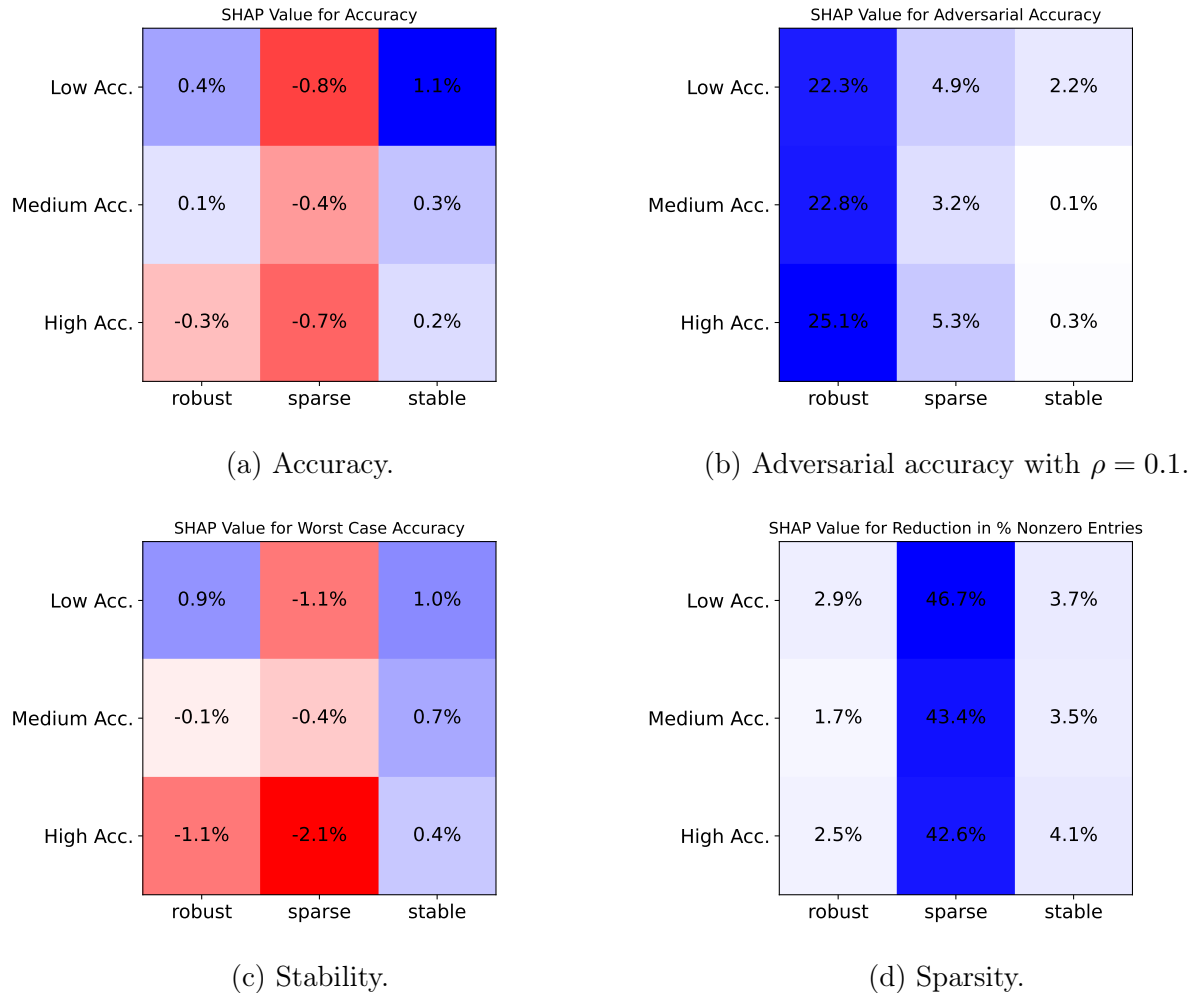 SHAP Value for Accuracy
Low Acc. 0.4% -0.8% 1.1%
Medium Acc. 0.1% -0.4% 0.3%
High Acc. -0.3% -0.7% 0.2%
robust sparse stable
(a) Accuracy.
SHAP Value for Adversarial Accuracy
Low Acc. 22.3% 4.9% 2.2%
Medium Acc. 22.8% 3.2% 0.1%
High Acc. 25.1% 5.3% 0.3%
robust sparse stable
(b) Adversarial accuracy with ρ = 0.1.
SHAP Value for Worst Case Accuracy
Low Acc. 0.9% -1.1% 1.0%
Medium Acc. -0.1% -0.4% 0.7%
High Acc. -1.1% -2.1% 0.4%
robust sparse stable
(c) Stability.
SHAP Value for Reduction in % Nonzero Entries
Low Acc. 2.9% 46.7% 3.7%
Medium Acc. 1.7% 43.4% 3.5%
High Acc. 2.5% 42.6% 4.1%
robust sparse stable
(d) Sparsity.